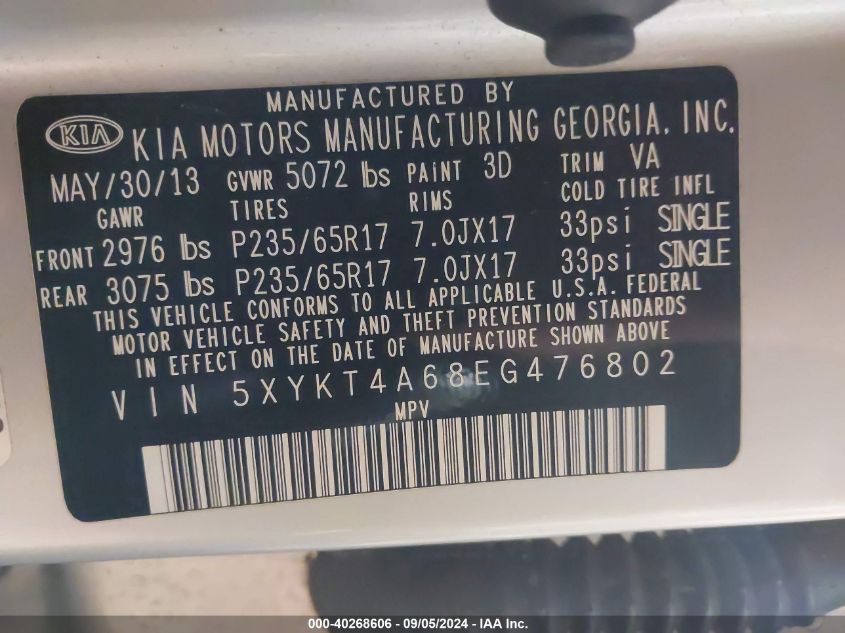 MANUFACTURED BY
KIA KIA MOTORS MANUFACTURING GEORGIA, INC.
MAY/30/13 GVWR 5072 lbs PAINT 3D TRIM VA
GAWR TIRES RIMS COLD TIRE INFL
FRONT 2976 lbs P235/65R17 7.0JX17 33psi SINGLE
REAR 3075 lbs P235/65R17 7.0JX17 33psi SINGLE
THIS VEHICLE CONFORMS TO ALL APPLICABLE U.S.A. FEDERAL
MOTOR VEHICLE SAFETY AND THEFT PREVENTION STANDARDS
IN EFFECT ON THE DATE OF MANUFACTURE SHOWN ABOVE
VIN 5XYKT4A68EG476802
MPV
000-40268606 - 09/05/2024 - IAA Inc.